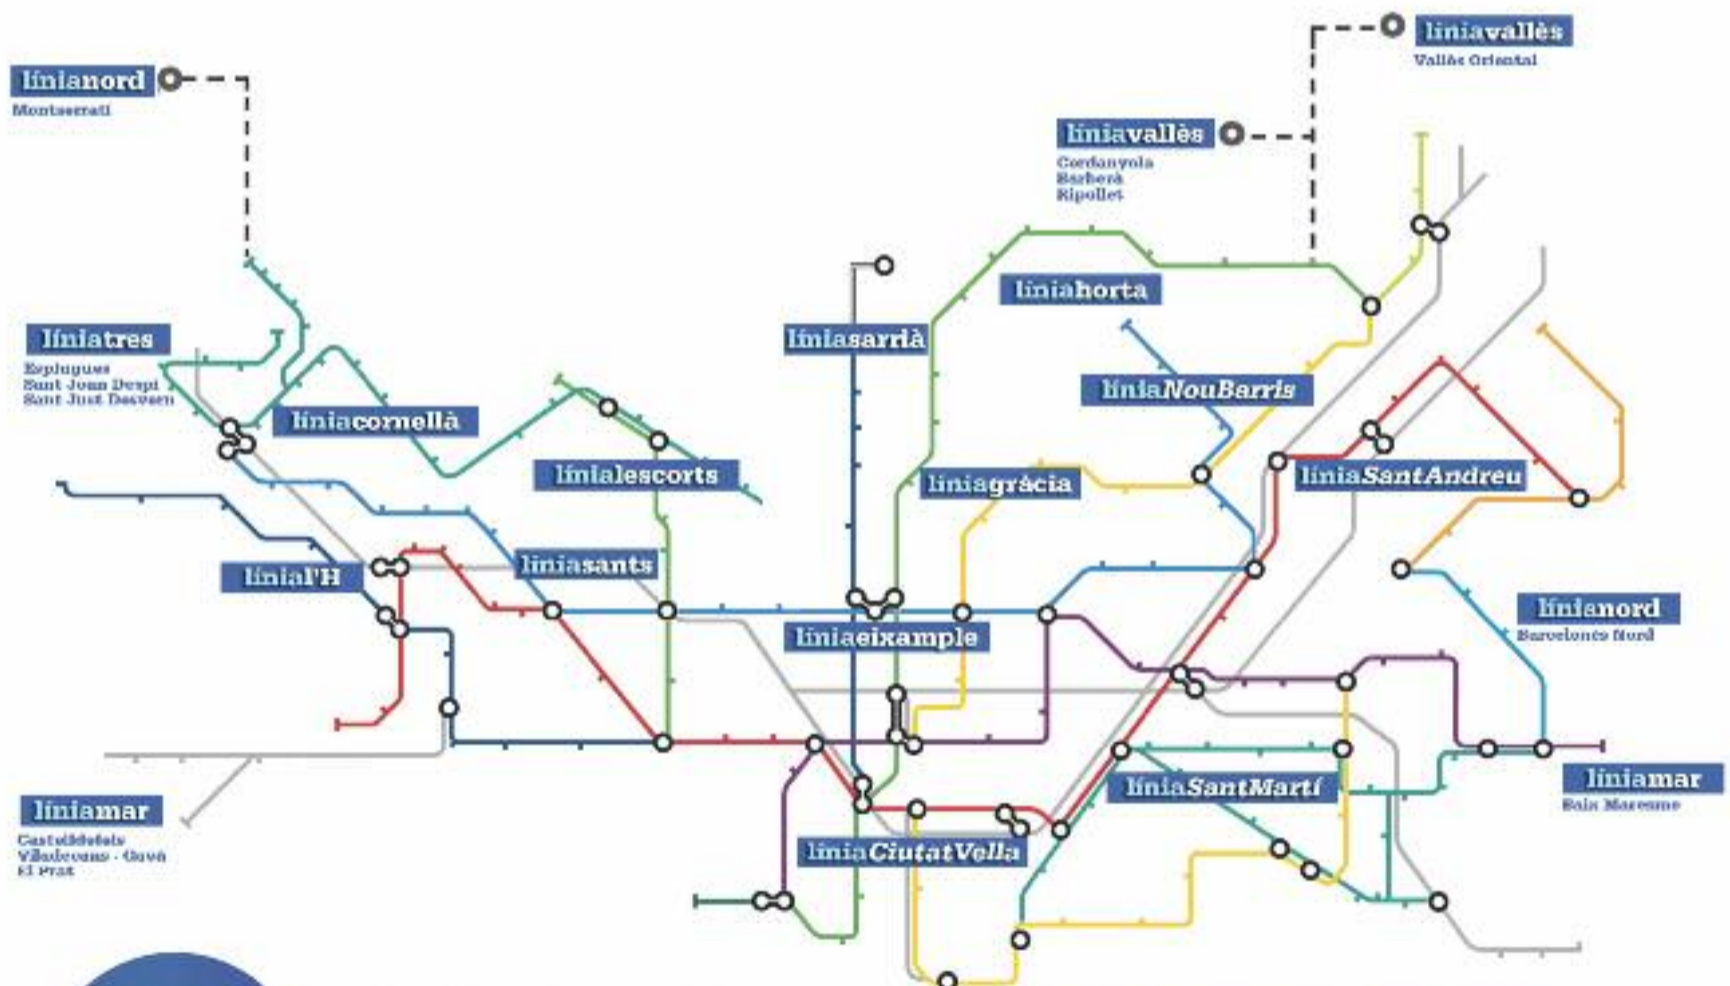 línianord
Montserratí
líniavallès
Vallès Oriental
líniavallès
Cerdanyola
Barberà
Ripollet
líniahorta
líniatres
Esplugues
Sant Joan Despí
Sant Just Desvern
líniasarrià
líniaNouBarris
líniacornellà
línialescorts
líniagràcia
líniaSantAndreu
línial'H
líniasants
línianord
Barcelonès Nord
líniaeixample
líniaSantMartí
líniamar
Baix Maresme
líniamar
Castelldefels
Viladecans - Gavà
El Prat
líniaCiutatVella